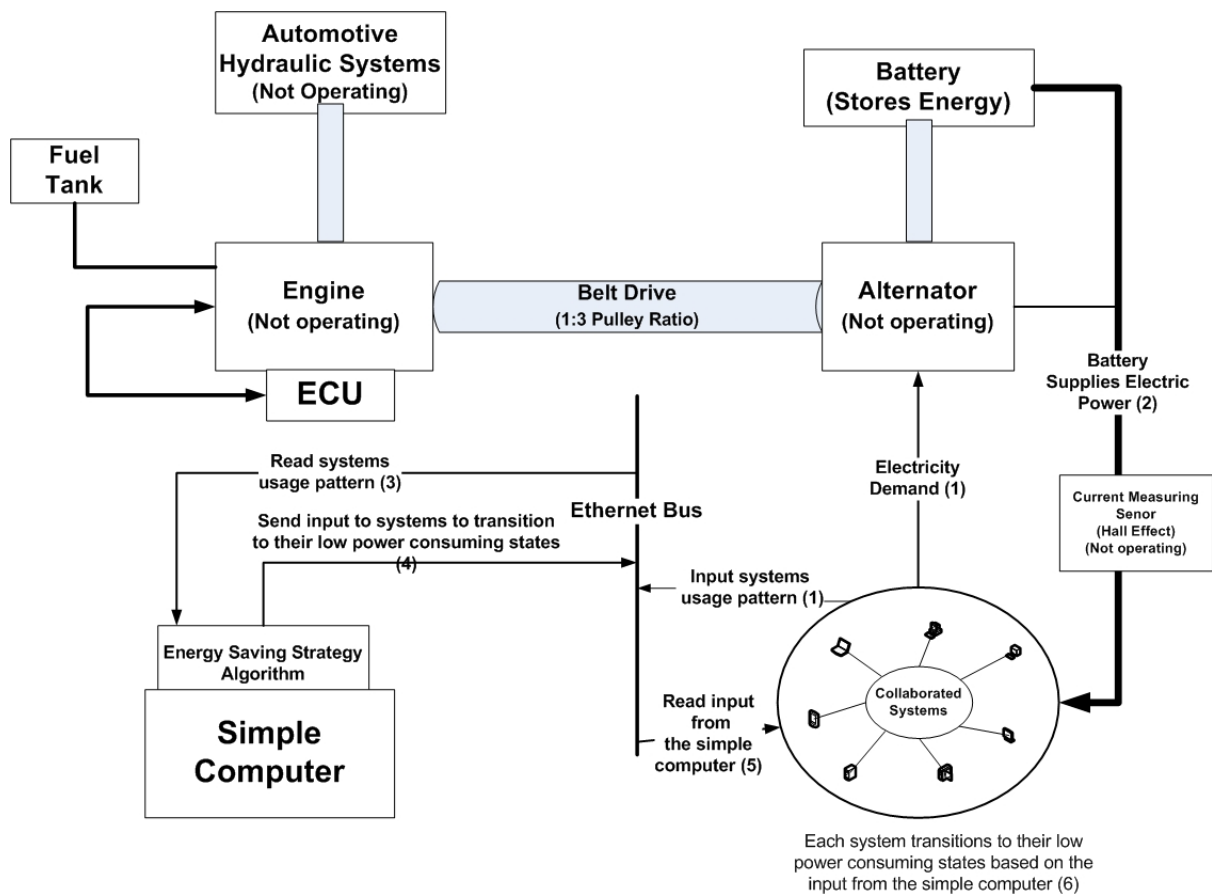 Automotive
Hydraulic Systems
(Not Operating)
Battery
(Stores Energy)
Fuel
Tank
Engine
(Not operating)
Belt Drive
(1:3 Pulley Ratio)
Alternator
(Not operating)
ECU
Battery
Supplies Electric
Power (2)
Read systems
usage pattern (3)
Electricity
Demand (1)
Ethernet Bus
Current Measuring
Senor
(Hall Effect)
(Not operating)
Send input to systems to transition
to their low power consuming states
(4)
Input systems
usage pattern (1)
Energy Saving Strategy
Algorithm
Simple
Computer
Collaborated
Systems
Read input
from
the simple
computer (5)
Each system transitions to their low
power consuming states based on the
input from the simple computer (6)